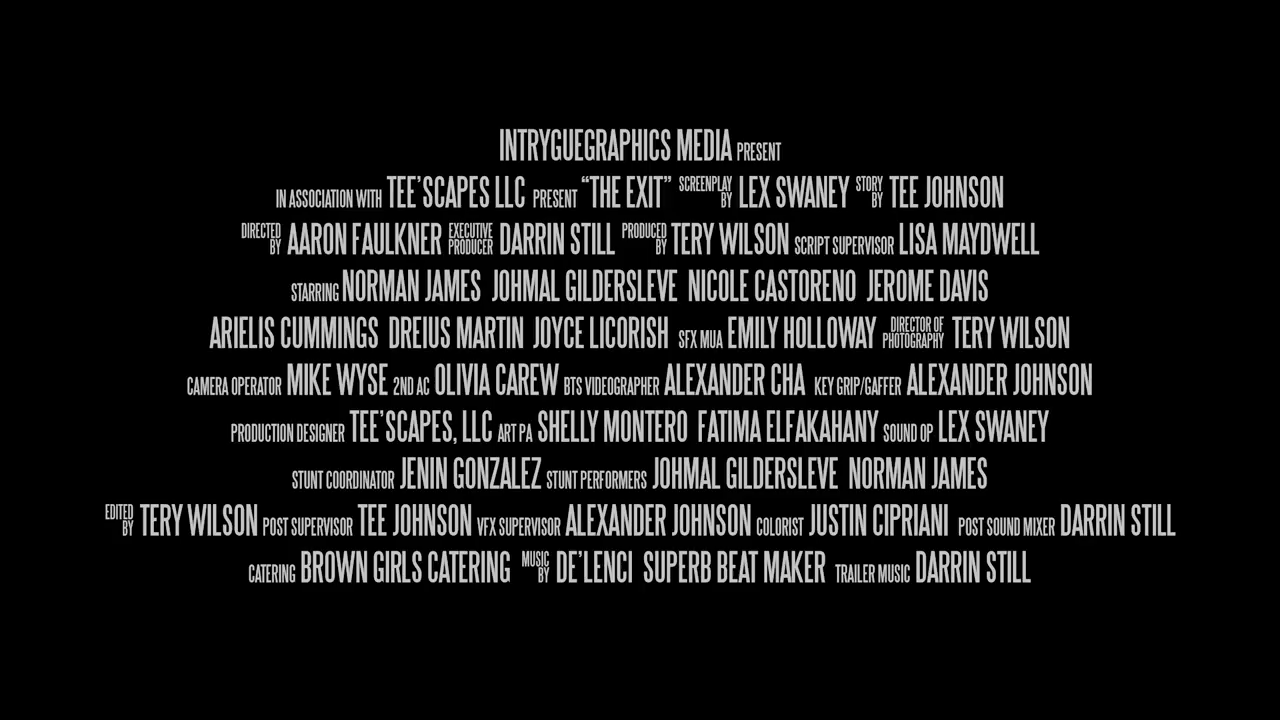 INTRYGUEGRAPHICS MEDIA PRESENT
IN ASSOCIATION WITH TEE'SCAPES LLC PRESENT “THE EXIT” SCREENPLAY BY LEX SWANEY STORY BY TEE JOHNSON
DIRECTED BY AARON FAULKNER EXECUTIVE PRODUCER DARRIN STILL PRODUCED BY TERY WILSON SCRIPT SUPERVISOR LISA MAYDWELL
STARRING NORMAN JAMES JOHMAL GILDERSLEVE NICOLE CASTORENO JEROME DAVIS
ARIELIS CUMMINGS DREIUS MARTIN JOYCE LICORISH SFX MUA EMILY HOLLOWAY DIRECTOR OF PHOTOGRAPHY TERY WILSON
CAMERA OPERATOR MIKE WYSE 2ND AC OLIVIA CAREW BTS VIDEOGRAPHER ALEXANDER CHA KEY GRIP/GAFFER ALEXANDER JOHNSON
PRODUCTION DESIGNER TEE'SCAPES, LLC ART PA SHELLY MONTERO FATIMA ELFAKAHANY SOUND OP LEX SWANEY
STUNT COORDINATOR JENIN GONZALEZ STUNT PERFORMERS JOHMAL GILDERSLEVE NORMAN JAMES
EDITED BY TERY WILSON POST SUPERVISOR TEE JOHNSON VFX SUPERVISOR ALEXANDER JOHNSON COLORIST JUSTIN CIPRIANI POST SOUND MIXER DARRIN STILL
CATERING BROWN GIRLS CATERING MUSIC BY DE'LENCI SUPERB BEAT MAKER TRAILER MUSIC DARRIN STILL